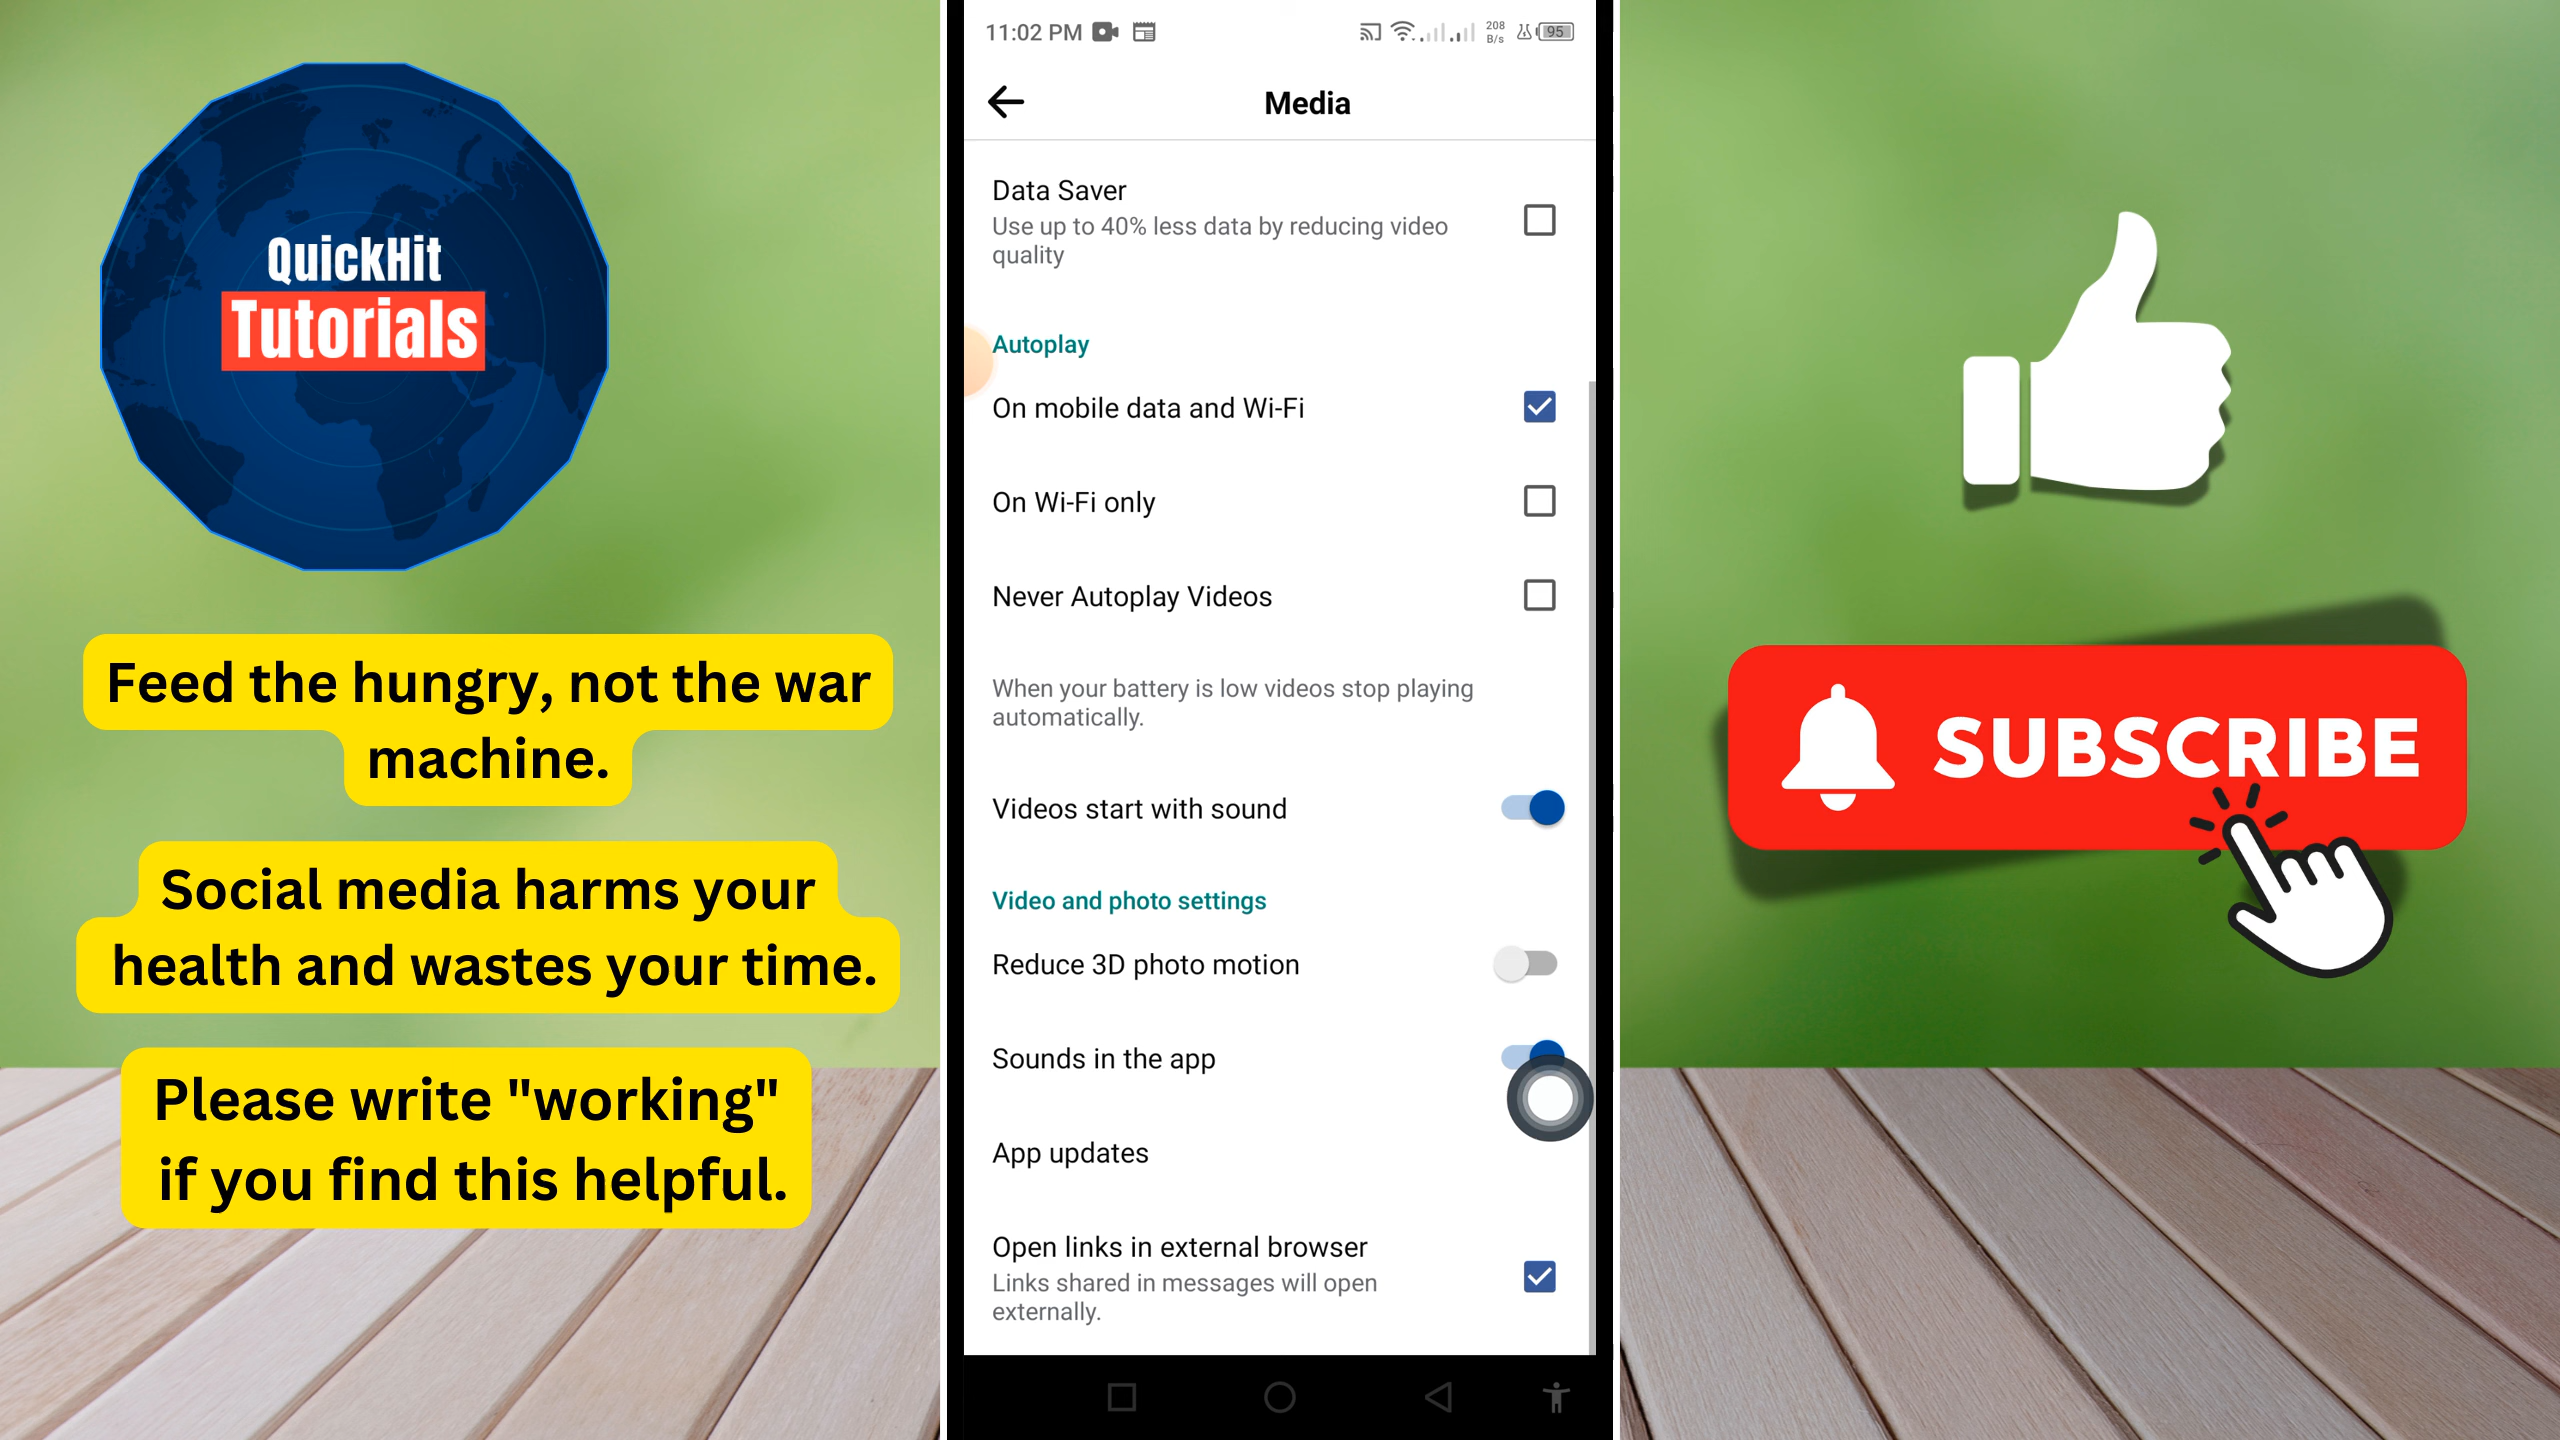 QuickHit
Tutorials
Feed the hungry, not the war
machine.
Social media harms your
health and wastes your time.
Please write "working"
if you find this helpful.
11:02 PM
208
B/s
95
Media
Data Saver
Use up to 40% less data by reducing video
quality
Autoplay
On mobile data and Wi-Fi
On Wi-Fi only
Never Autoplay Videos
When your battery is low videos stop playing
automatically.
Videos start with sound
Video and photo settings
Reduce 3D photo motion
Sounds in the app
App updates
Open links in external browser
Links shared in messages will open
externally.
SUBSCRIBE